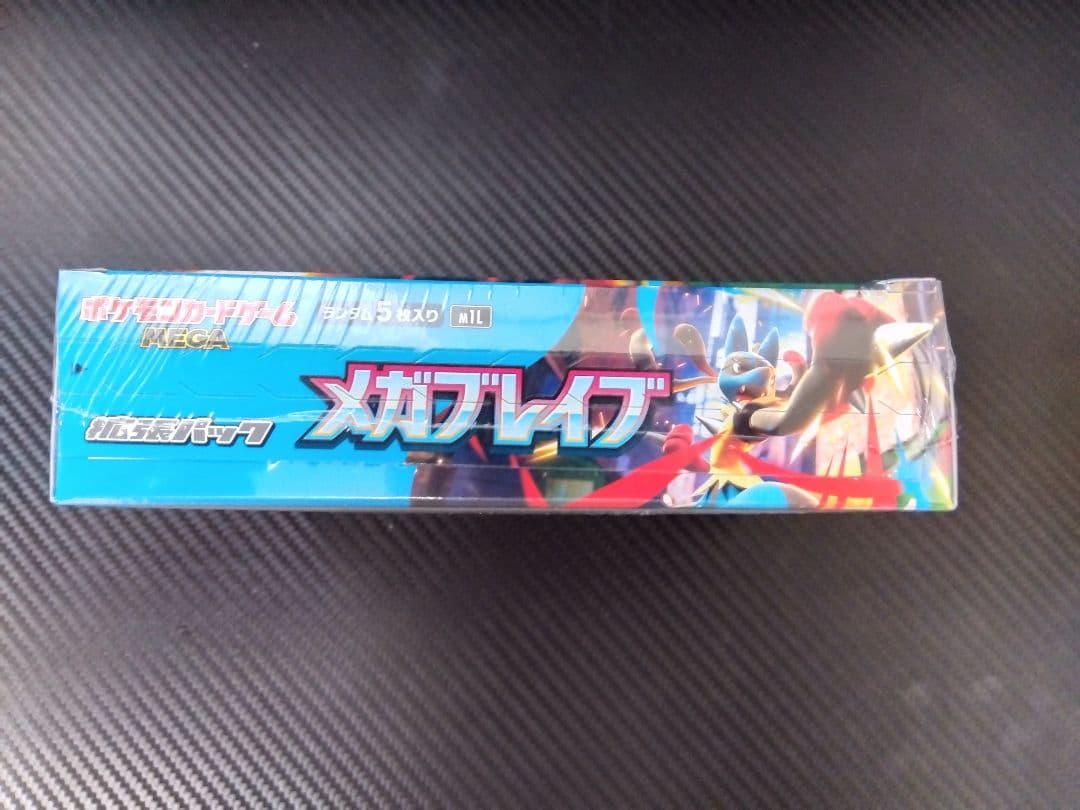 ポケモンカードゲーム
MEGA
ランダム5枚入り M1L
拡張パック
メガブレイブ